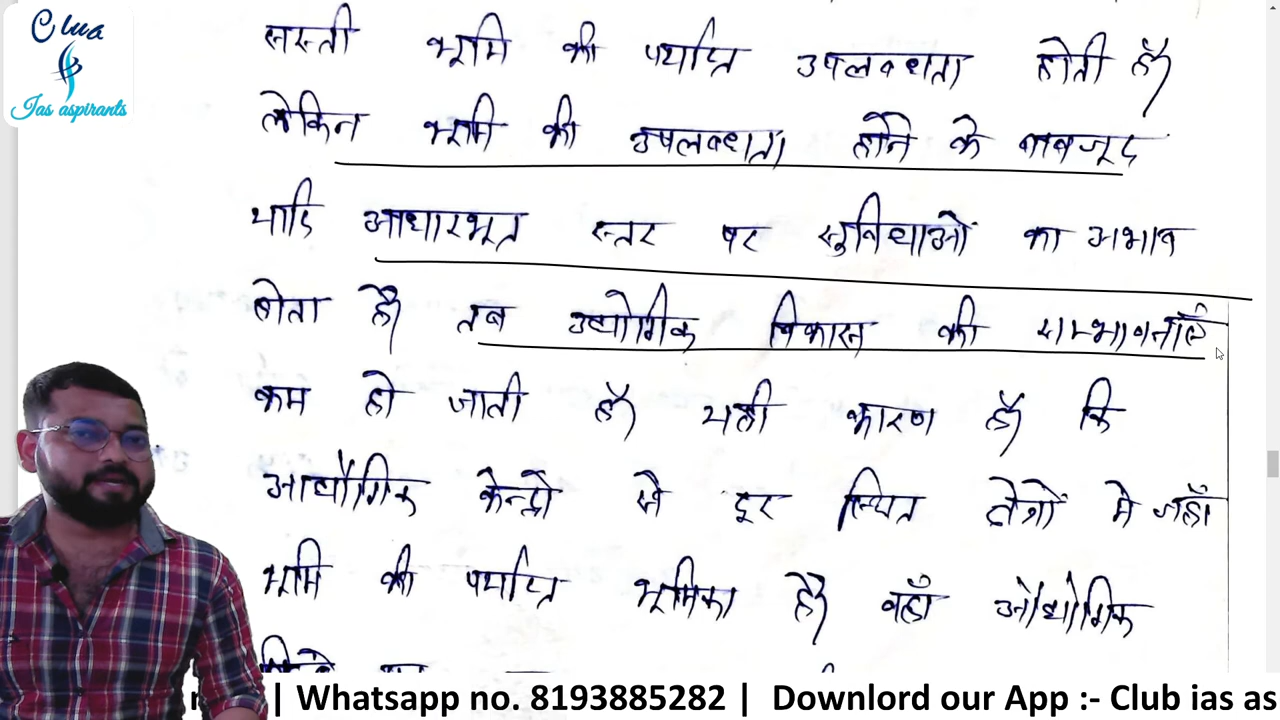 Clua
Ias aspirants
सस्ती भूमि की पर्याप्त उपलब्धता होती है।
लेकिन भूमि की उपलब्धता होने के बाबजूद
यदि आधारभूत स्तर पर सुविधाओं का अभाव
होता है। तब उद्योगिक विकास की सम्भावनाएँ
कम हो जाती है। यही कारण है। कि
औद्योगिक केन्द्रो से दूर स्थित क्षेत्रों मे जहाँ
भूमि की पर्याप्त भूमिका है। वहाँ औद्योगिक
| Whatsapp no. 8193885282 | Downlord our App :- Club ias as